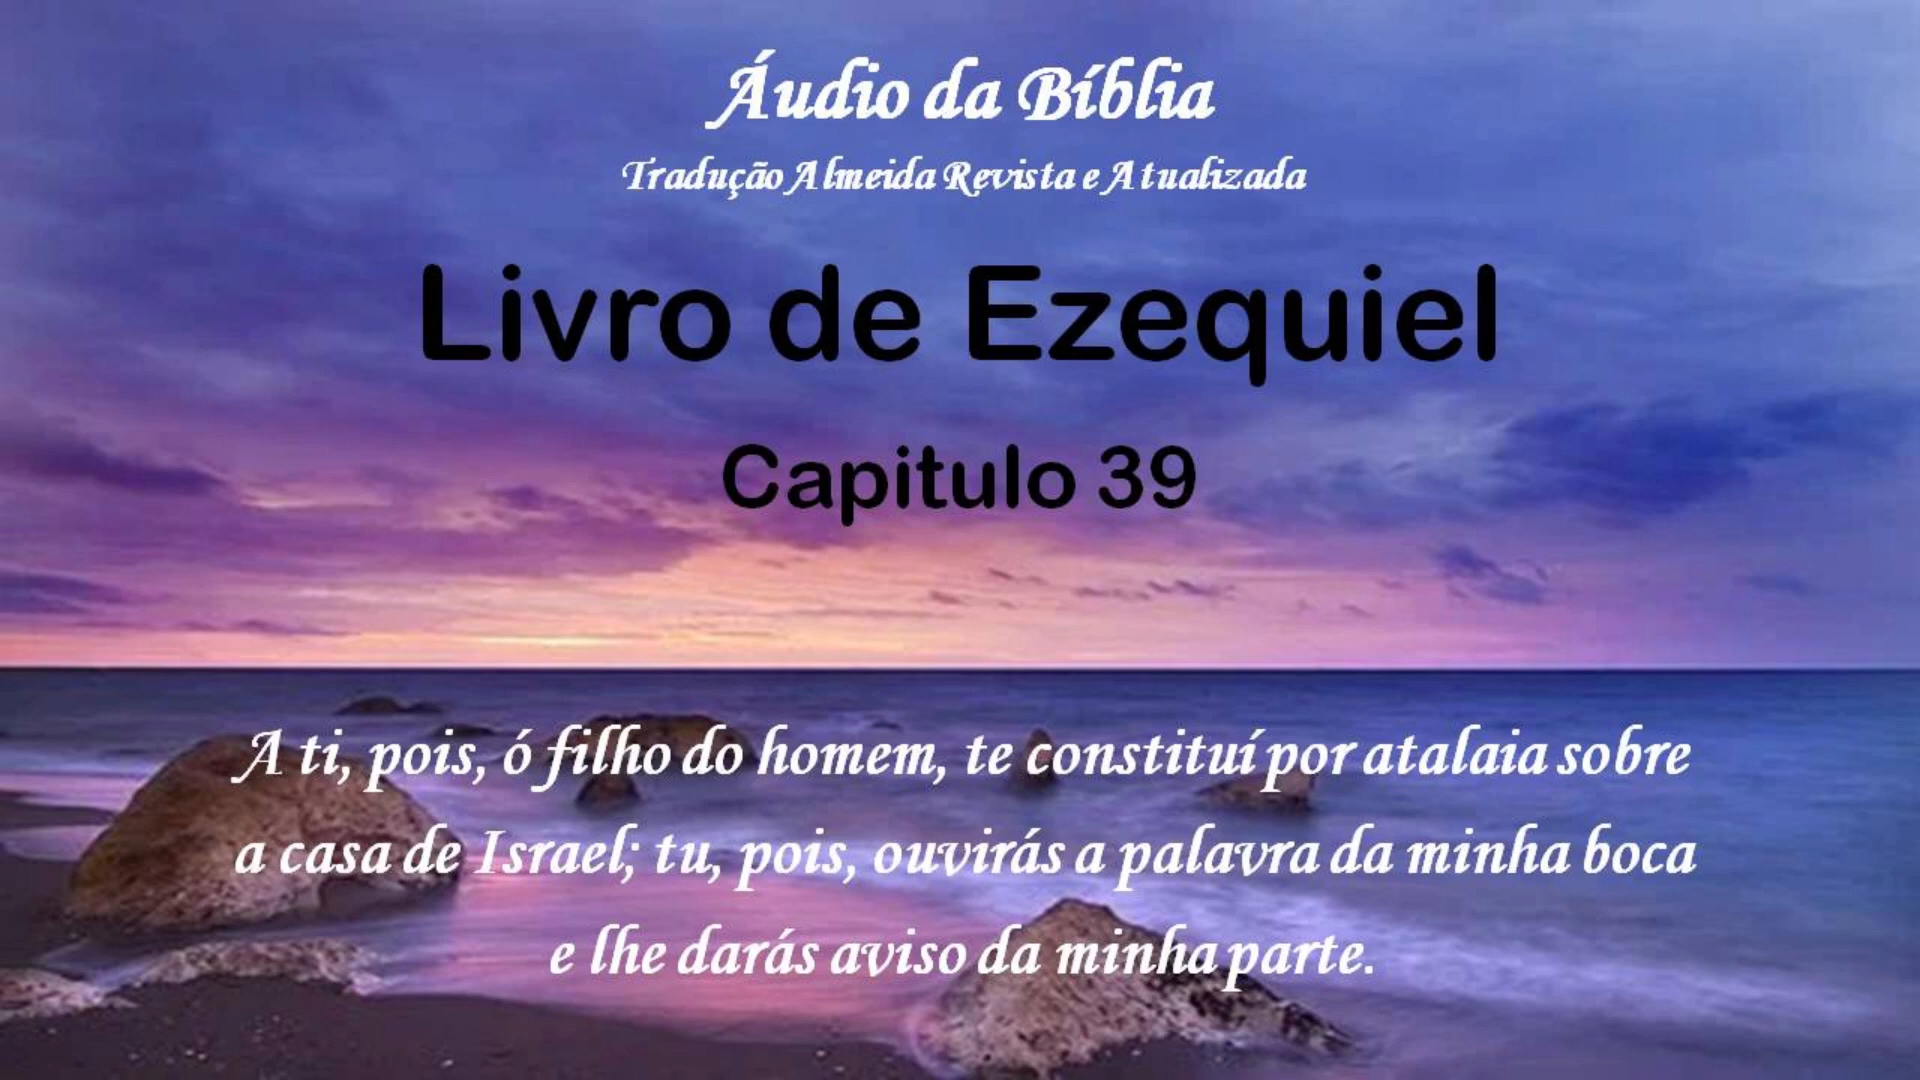 Áudio da Bíblia
Tradução Almeida Revista e Atualizada
Livro de Ezequiel
Capitulo 39
A ti, pois, ó filho do homem, te constituí por atalaia sobre
a casa de Israel; tu, pois, ouvirás a palavra da minha boca
e lhe darás aviso da minha parte.